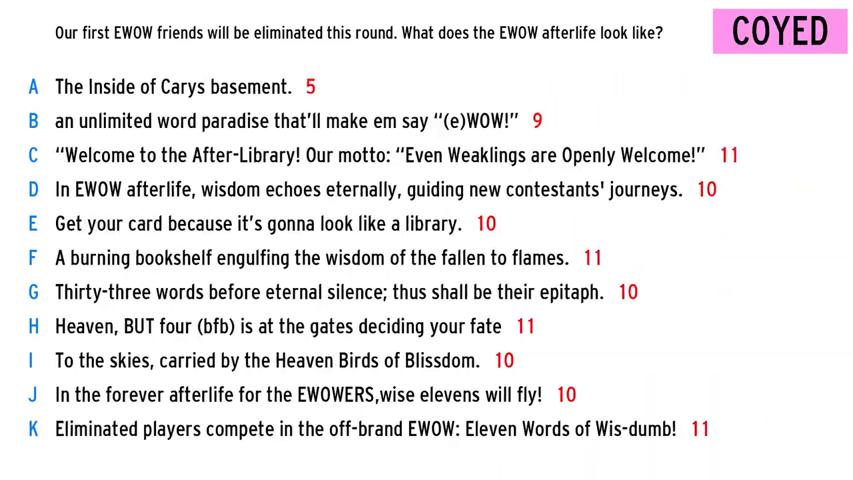 Our first EWOW friends will be eliminated this round. What does the EWOW afterlife look like?
COYED
A The Inside of Carys basement. 5
B an unlimited word paradise that'll make em say “(e)WOW!” 9
C “Welcome to the After-Library! Our motto: “Even Weaklings are Openly Welcome!” 11
D In EWOW afterlife, wisdom echoes eternally, guiding new contestants' journeys. 10
E Get your card because it's gonna look like a library. 10
F A burning bookshelf engulfing the wisdom of the fallen to flames. 11
G Thirty-three words before eternal silence; thus shall be their epitaph. 10
H Heaven, BUT four (bfb) is at the gates deciding your fate 11
I To the skies, carried by the Heaven Birds of Blissdom. 10
J In the forever afterlife for the EWOWERS,wise elevens will fly! 10
K Eliminated players compete in the off-brand EWOW: Eleven Words of Wis-dumb! 11